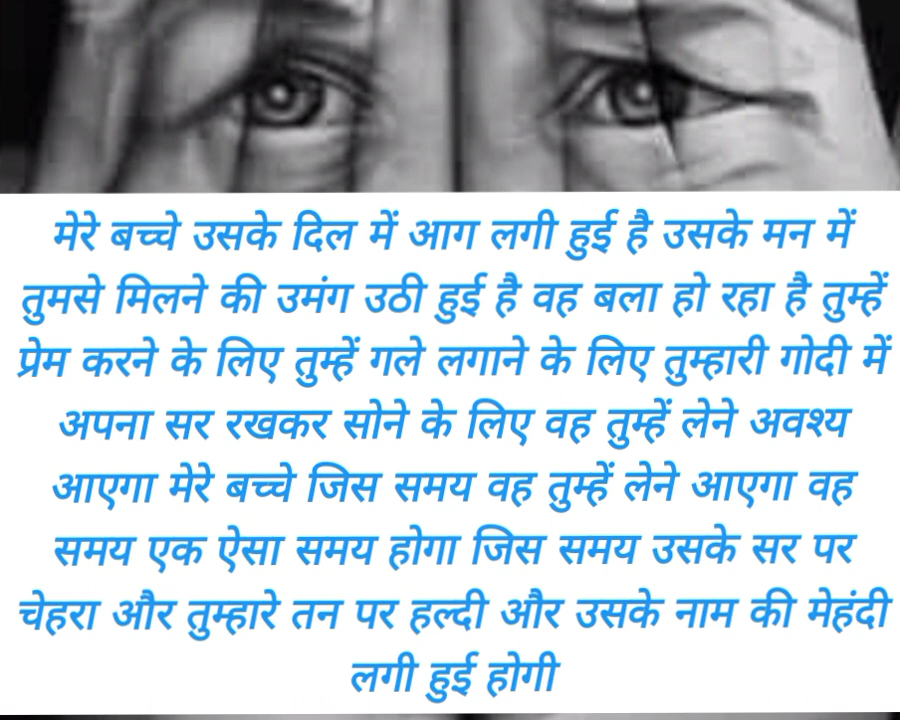 मेरे बच्चे उसके दिल में आग लगी हुई है उसके मन में
तुमसे मिलने की उमंग उठी हुई है वह बला हो रहा है तुम्हें
प्रेम करने के लिए तुम्हें गले लगाने के लिए तुम्हारी गोदी में
अपना सर रखकर सोने के लिए वह तुम्हें लेने अवश्य
आएगा मेरे बच्चे जिस समय वह तुम्हें लेने आएगा वह
समय एक ऐसा समय होगा जिस समय उसके सर पर
चेहरा और तुम्हारे तन पर हल्दी और उसके नाम की मेहंदी
लगी हुई होगी